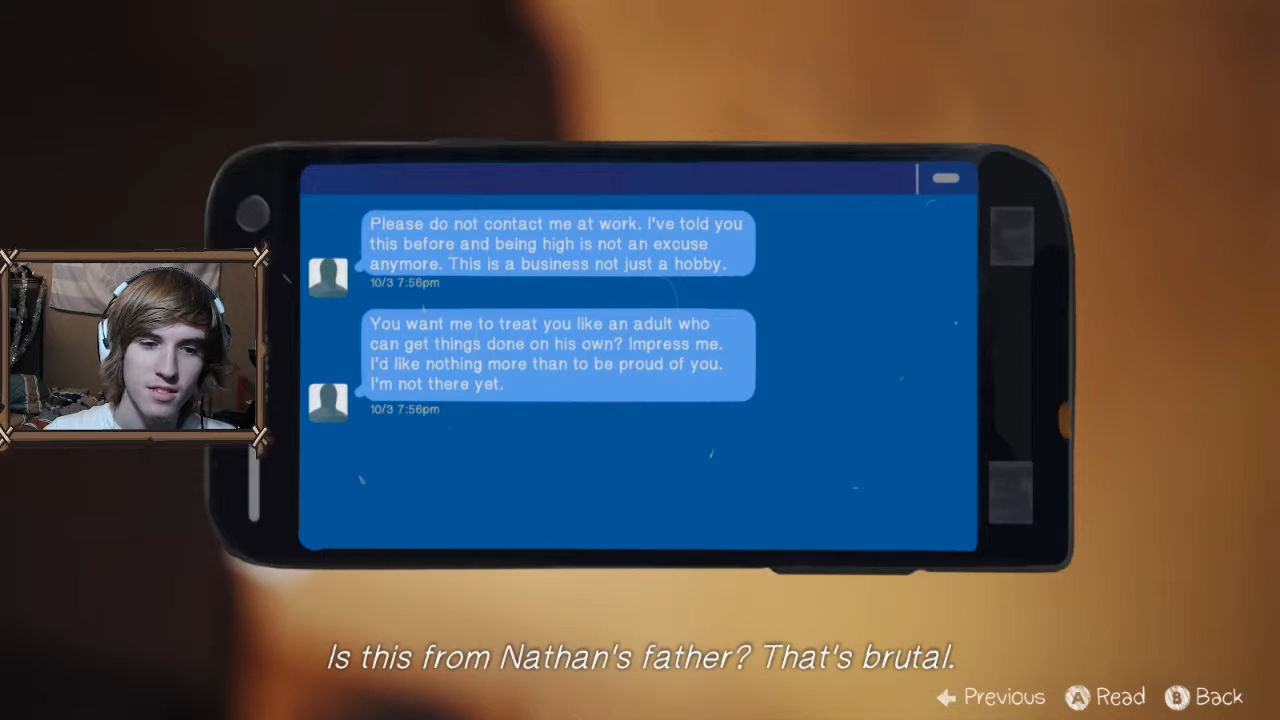 Please do not contact me at work. I've told you
this before and being high is not an excuse
anymore. This is a business not just a hobby.
10/3 7:56pm
You want me to treat you like an adult who
can get things done on his own? Impress me.
I'd like nothing more than to be proud of you.
I'm not there yet.
10/3 7:56pm
Is this from Nathan's father? That's brutal.
Previous A Read B Back